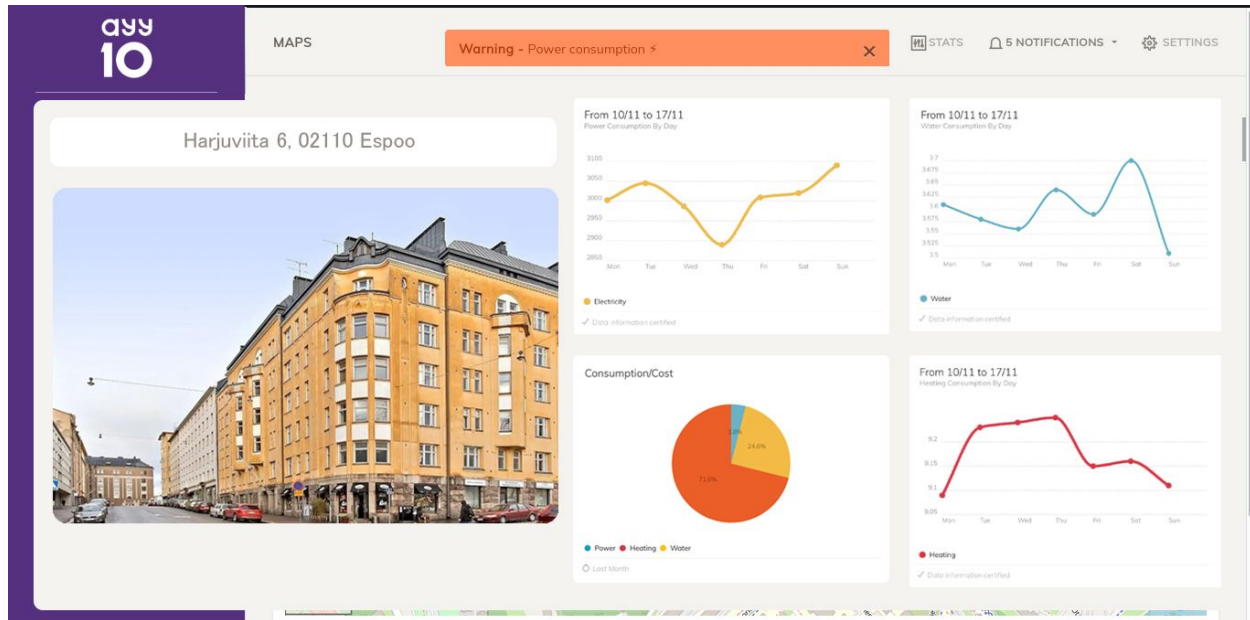 ayy
10
MAPS
Warning - Power consumption ⚡ ×
STATS
5 NOTIFICATIONS
SETTINGS
Harjuviita 6, 02110 Espoo
From 10/11 to 17/11
Power Consumption By Day
3100
3050
3000
2950
2900
2850
Mon Tue Wed Thu Fri Sat Sun
Electricity
✓ Data information certified
From 10/11 to 17/11
Water Consumption By Day
3.7
3.675
3.65
3.625
3.6
3.575
3.55
3.525
3.5
Mon Tue Wed Thu Fri Sat Sun
Water
✓ Data information certified
Consumption/Cost
24.6%
71.6%
Power Heating Water
Last Month
From 10/11 to 17/11
Heating Consumption By Day
9.2
9.15
9.1
9.05
Mon Tue Wed Thu Fri Sat Sun
Heating
✓ Data information certified